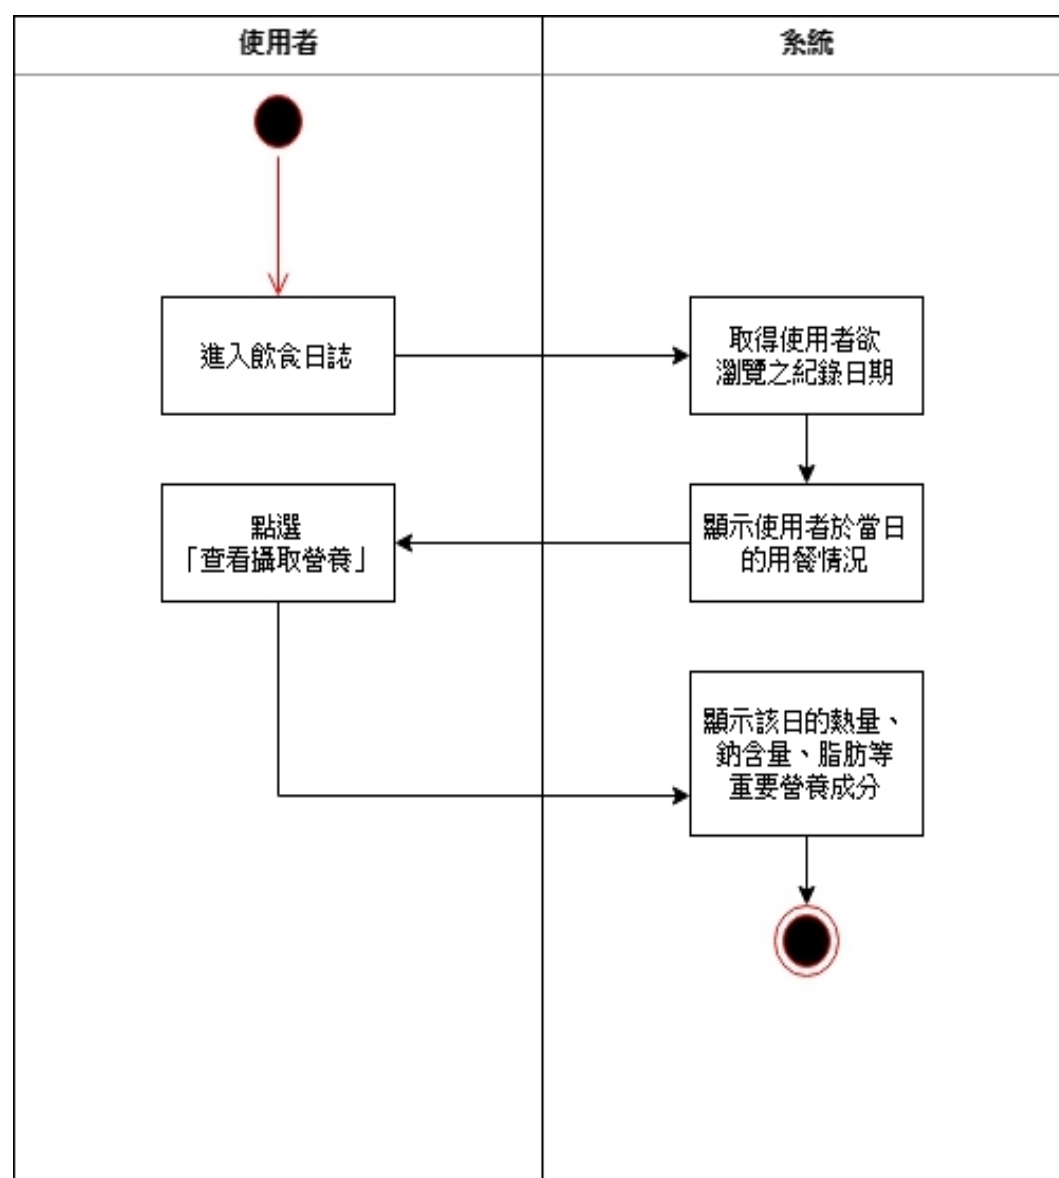 使用者
系統
進入飲食日誌
取得使用者欲
瀏覽之紀錄日期
點選
「查看攝取營養」
顯示使用者於當日
的用餐情況
顯示該日的熱量、
鈉含量、脂肪等
重要營養成分